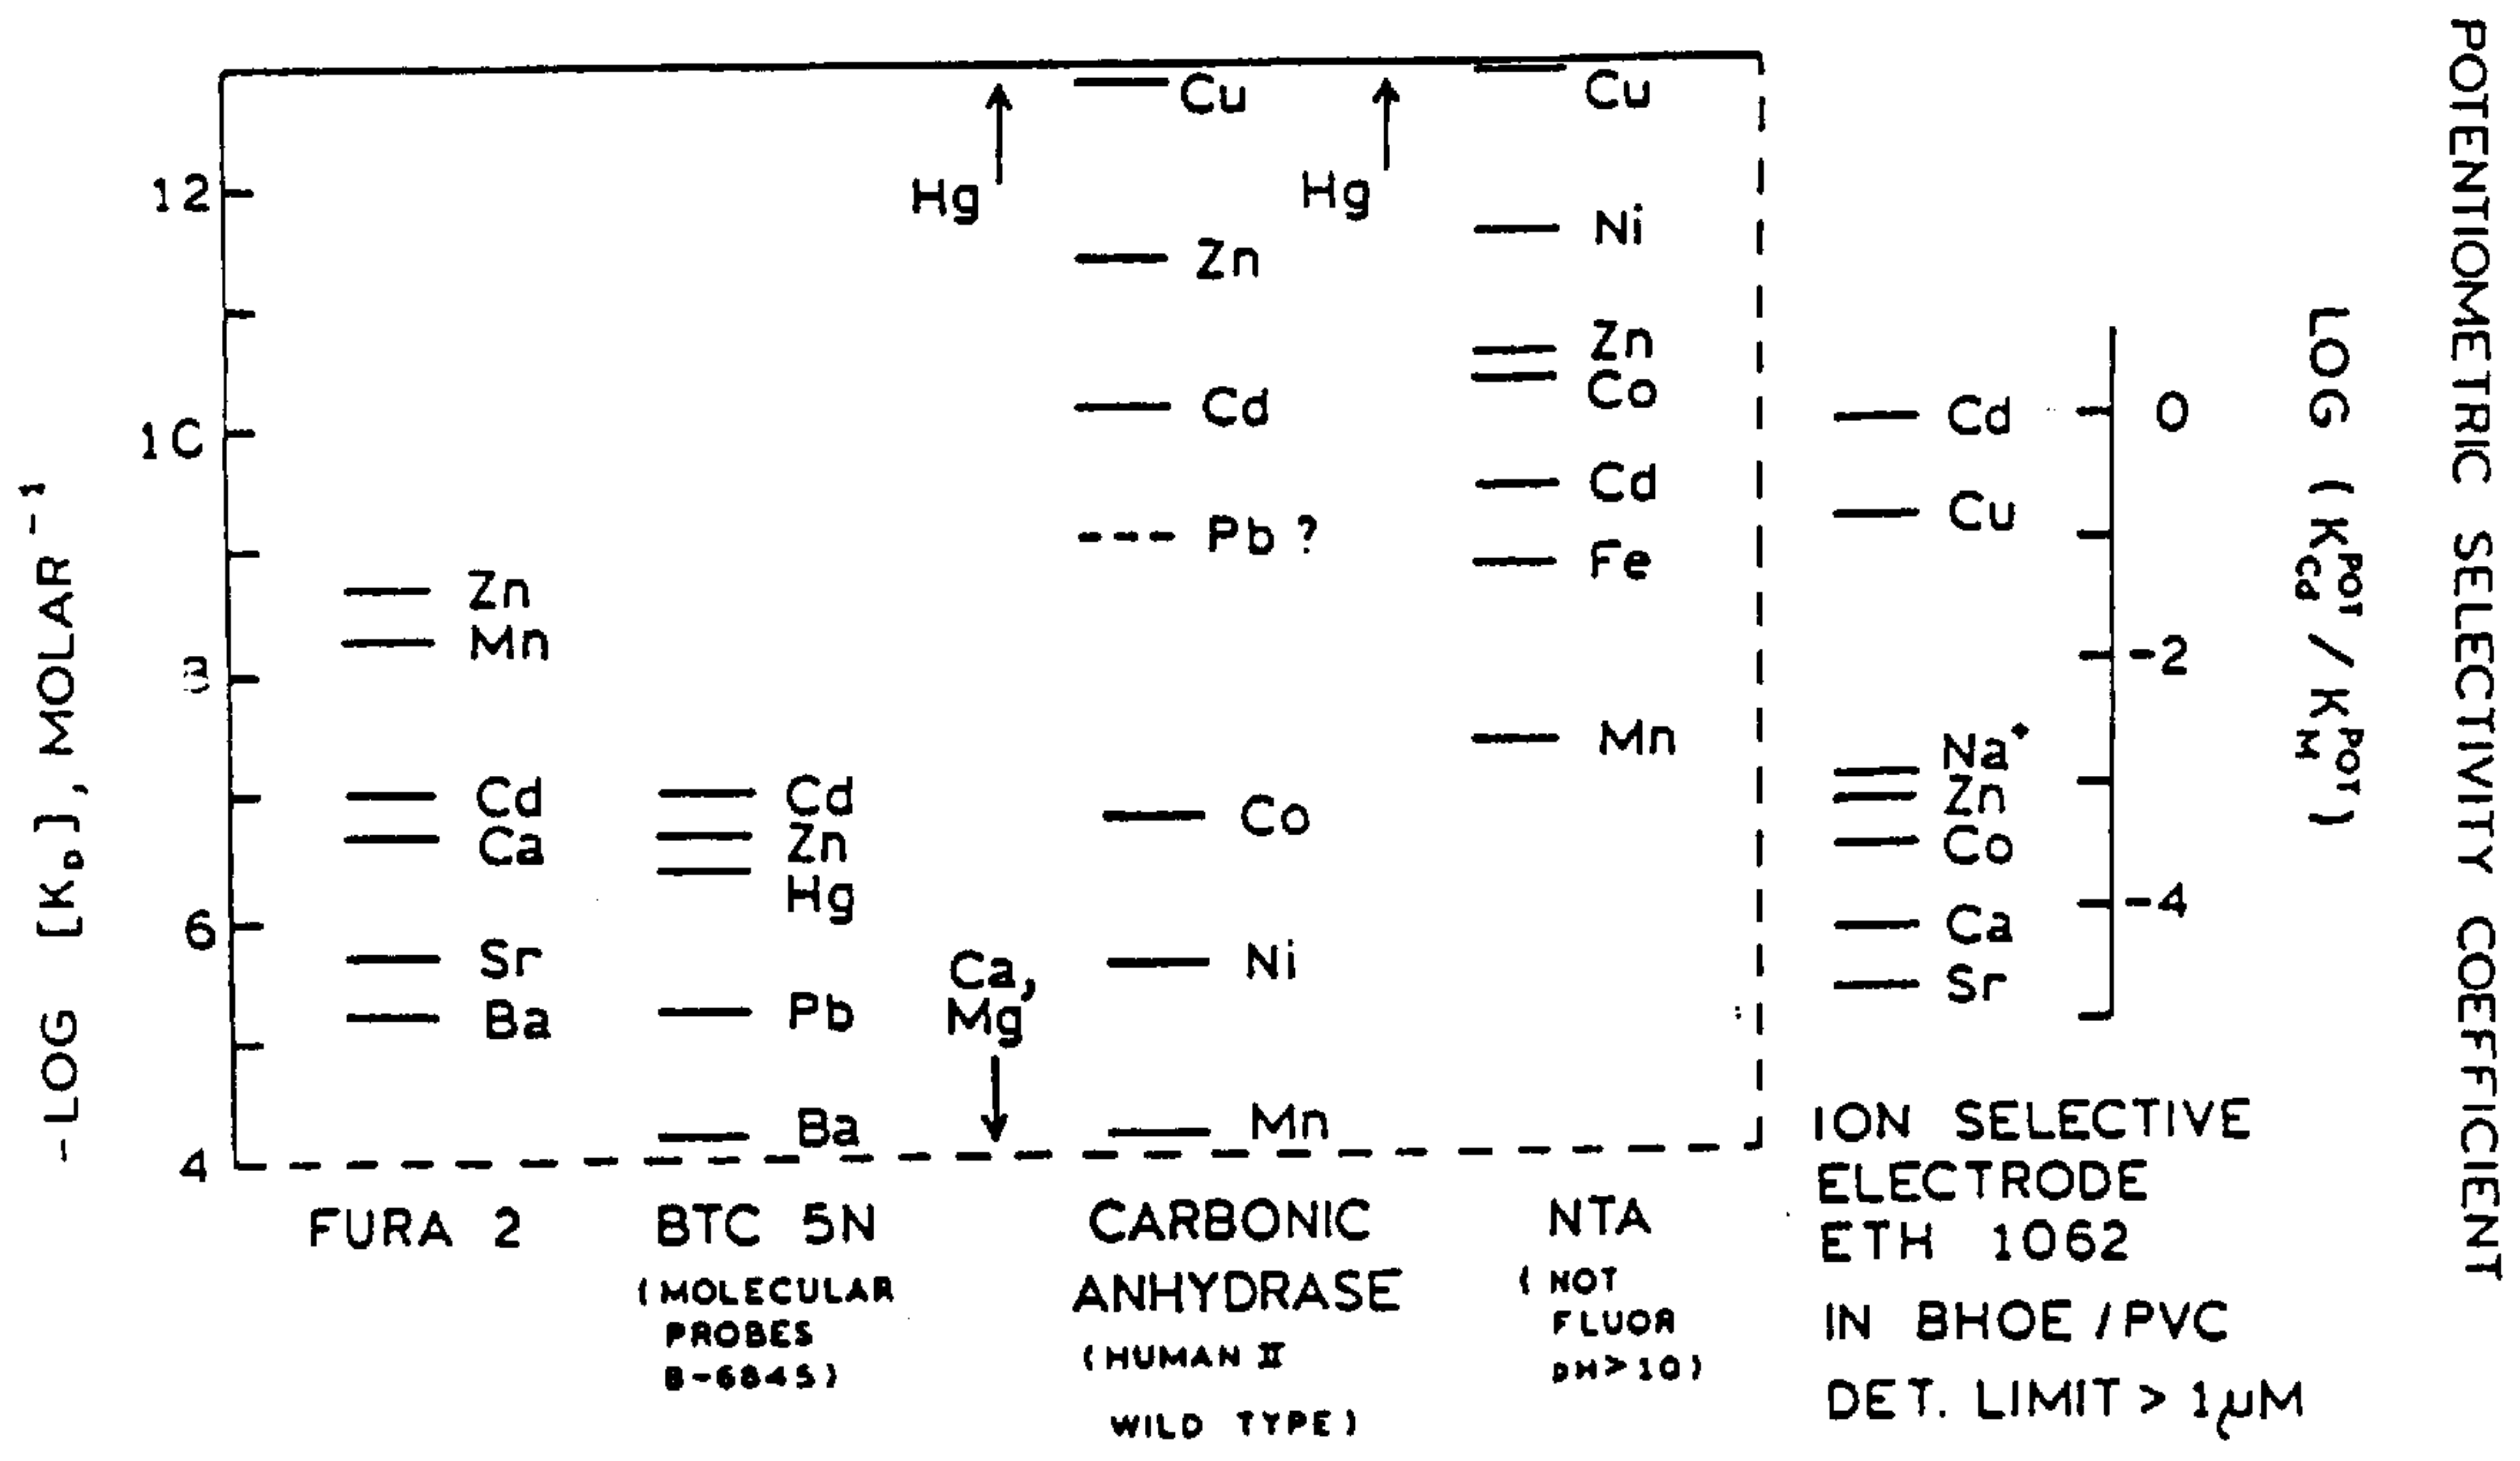 -LOG [K_D], MOLAR⁻¹
12
10
8
6
4
Zn
Mn
Cd
Ca
Sr
Ba
Cd
Zn
Hg
Pb
Ba
Hg
Cu
Zn
Cd
Pb ?
Co
Ni
Ca,
Mg
Mn
Hg
Cu
Ni
Zn
Co
Cd
Fe
Mn
Cd
Cu
Na⁺
Zn
Co
Ca
Sr
0
-2
-4
LOG (K^POT_Cd / K^POT_M)
POTENTIOMETRIC SELECTIVITY COEFFICIENT
FURA 2
BTC 5N
(MOLECULAR
PROBES
B-6845)
CARBONIC
ANHYDRASE
(HUMAN II
WILD TYPE)
NTA
(NOT
FLUOR
pH>10)
ION SELECTIVE
ELECTRODE
ETH 1062
IN BHOE/PVC
DET. LIMIT > 1µM